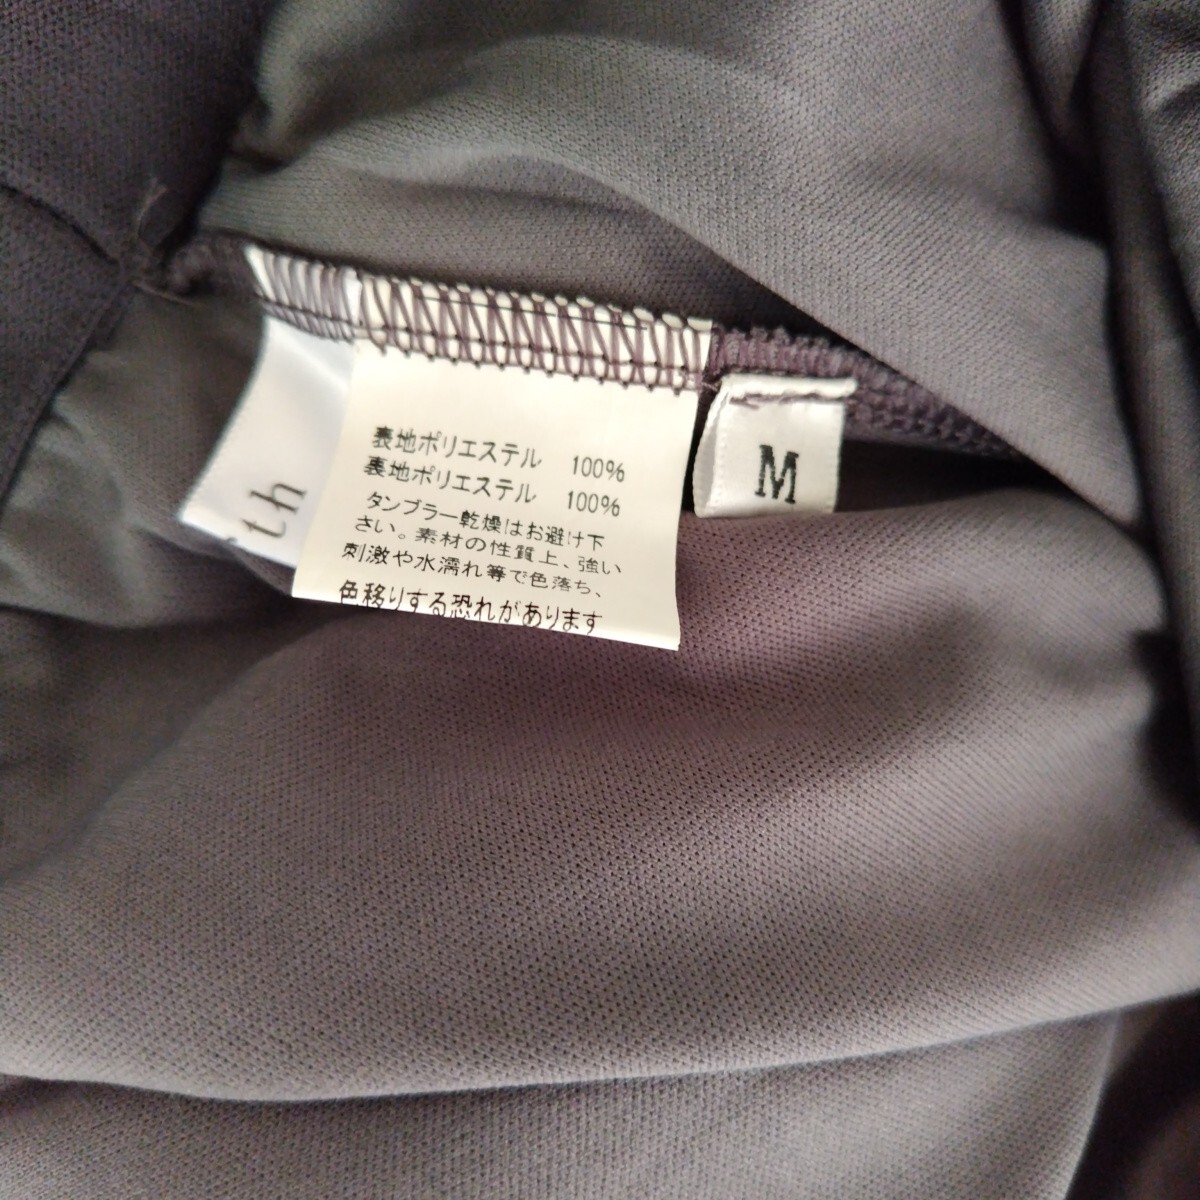 表地ポリエステル 100%
裏地ポリエステル 100%
タンブラー乾燥はお避け下
さい。素材の性質上、強い
刺激や水濡れ等で色落ち、
色移りする恐れがあります
M
th